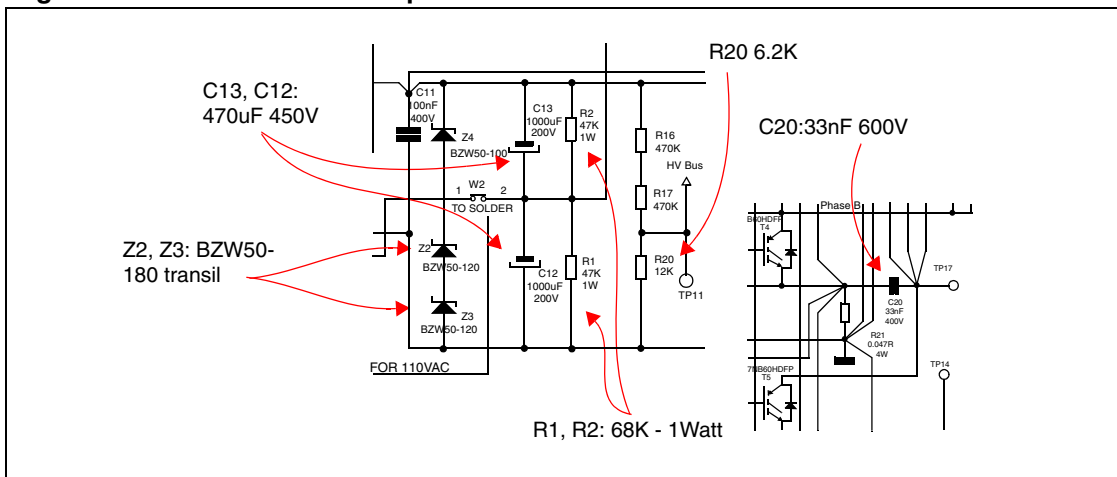 R20 6.2K
C13, C12:
470uF 450V
C20:33nF 600V
Z2, Z3: BZW50-
180 transil
R1, R2: 68K - 1Watt
C11
100nF
400V
Z4
BZW50-100
C13
1000uF
200V
R2
47K
1W
R16
470K
HV Bus
R17
470K
1
W2
2
TO SOLDER
Z2
BZW50-120
C12
1000uF
200V
R1
47K
1W
R20
12K
TP11
Z3
BZW50-120
FOR 110VAC
Phase B
B60HDFP
T4
TP17
C20
33nF
400V
R21
0.047R
4W
7NB60HDFP
T5
TP14